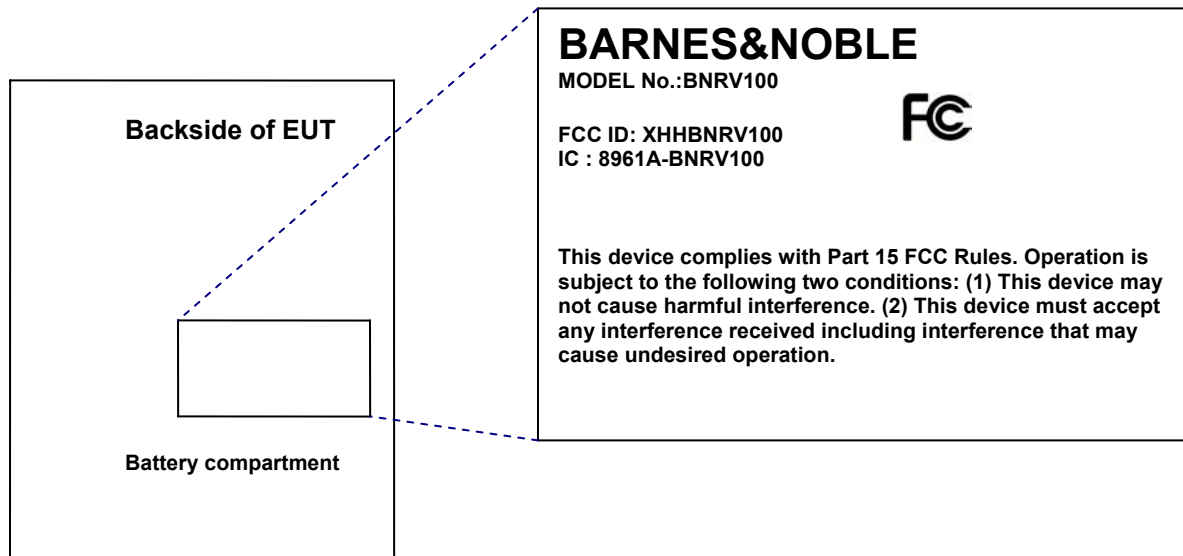 Backside of EUT
Battery compartment
BARNES&NOBLE
MODEL No.:BNRV100
FCC
FCC ID: XHHBNRV100
IC : 8961A-BNRV100
This device complies with Part 15 FCC Rules. Operation is
subject to the following two conditions: (1) This device may
not cause harmful interference. (2) This device must accept
any interference received including interference that may
cause undesired operation.